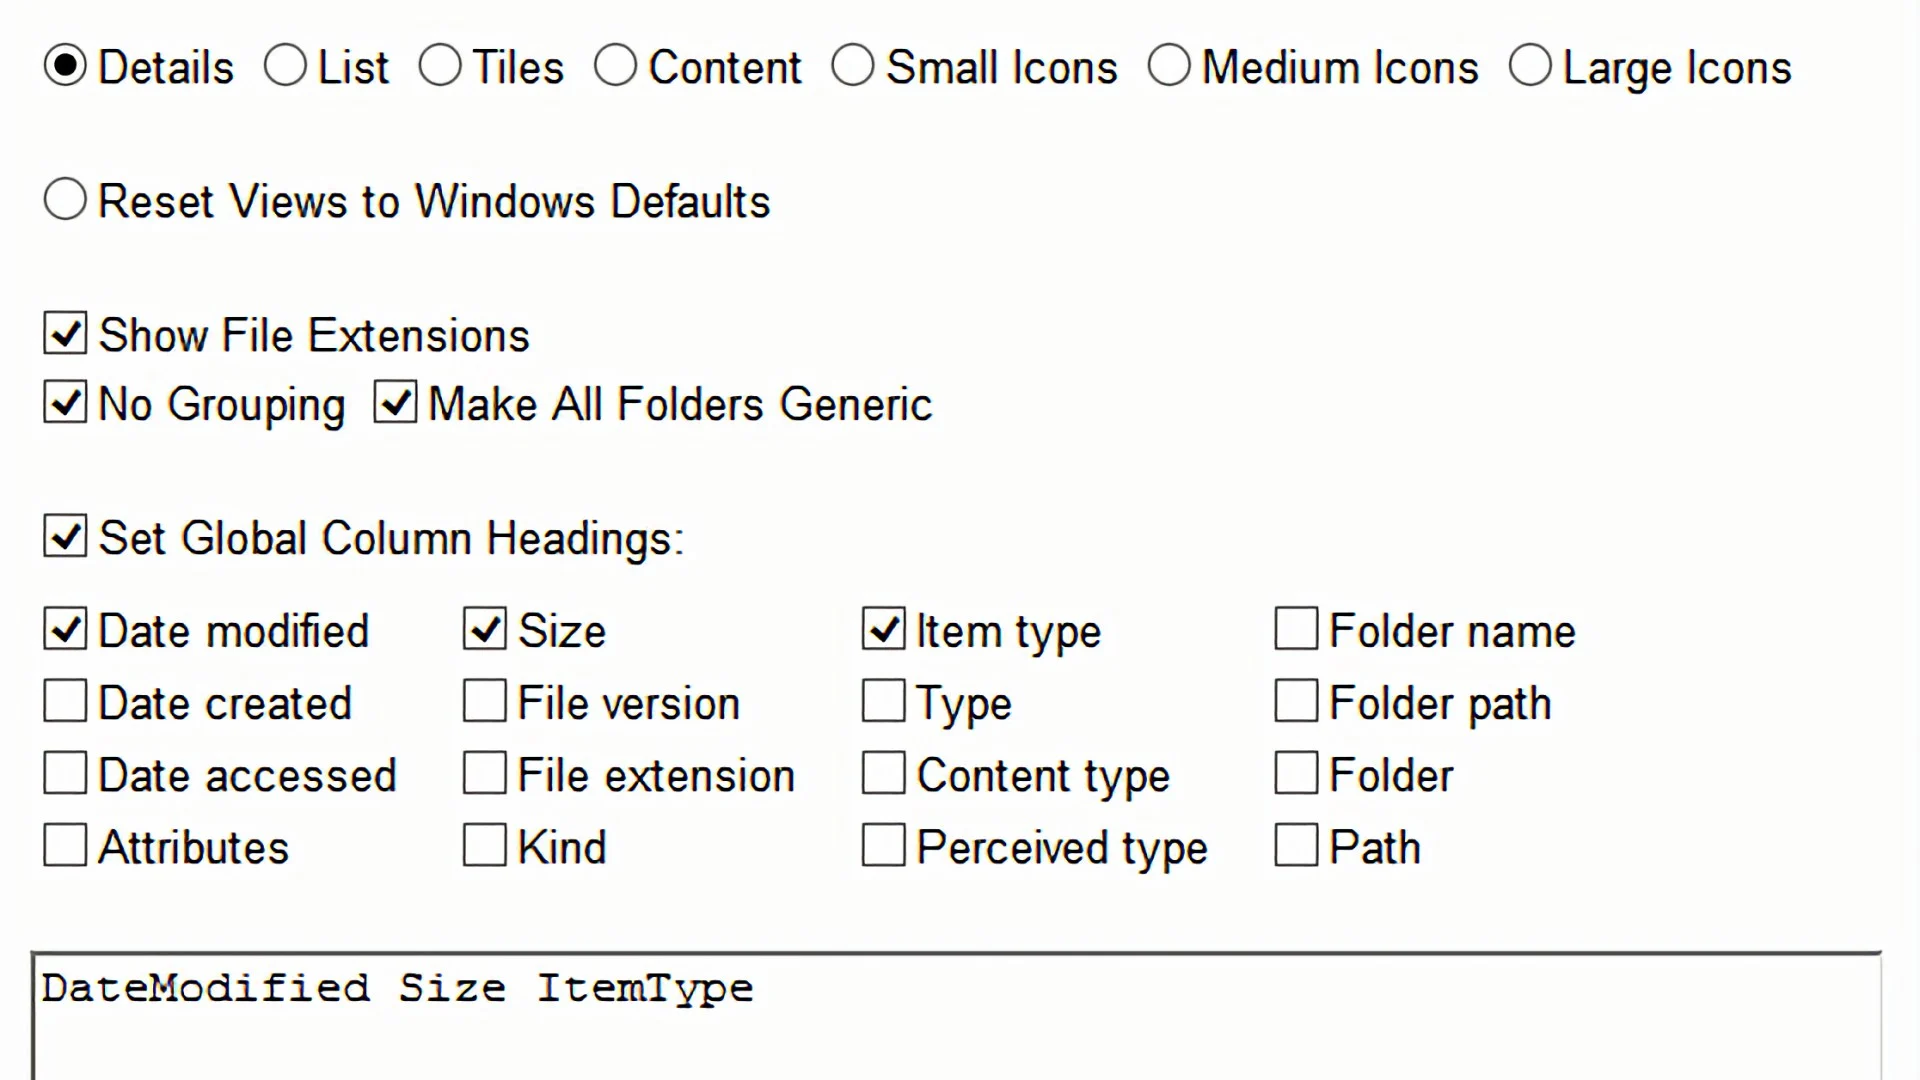 Details List Tiles Content Small Icons Medium Icons Large Icons
Reset Views to Windows Defaults
Show File Extensions
No Grouping Make All Folders Generic
Set Global Column Headings:
Date modified Size Item type Folder name
Date created File version Type Folder path
Date accessed File extension Content type Folder
Attributes Kind Perceived type Path
DateModified Size ItemType